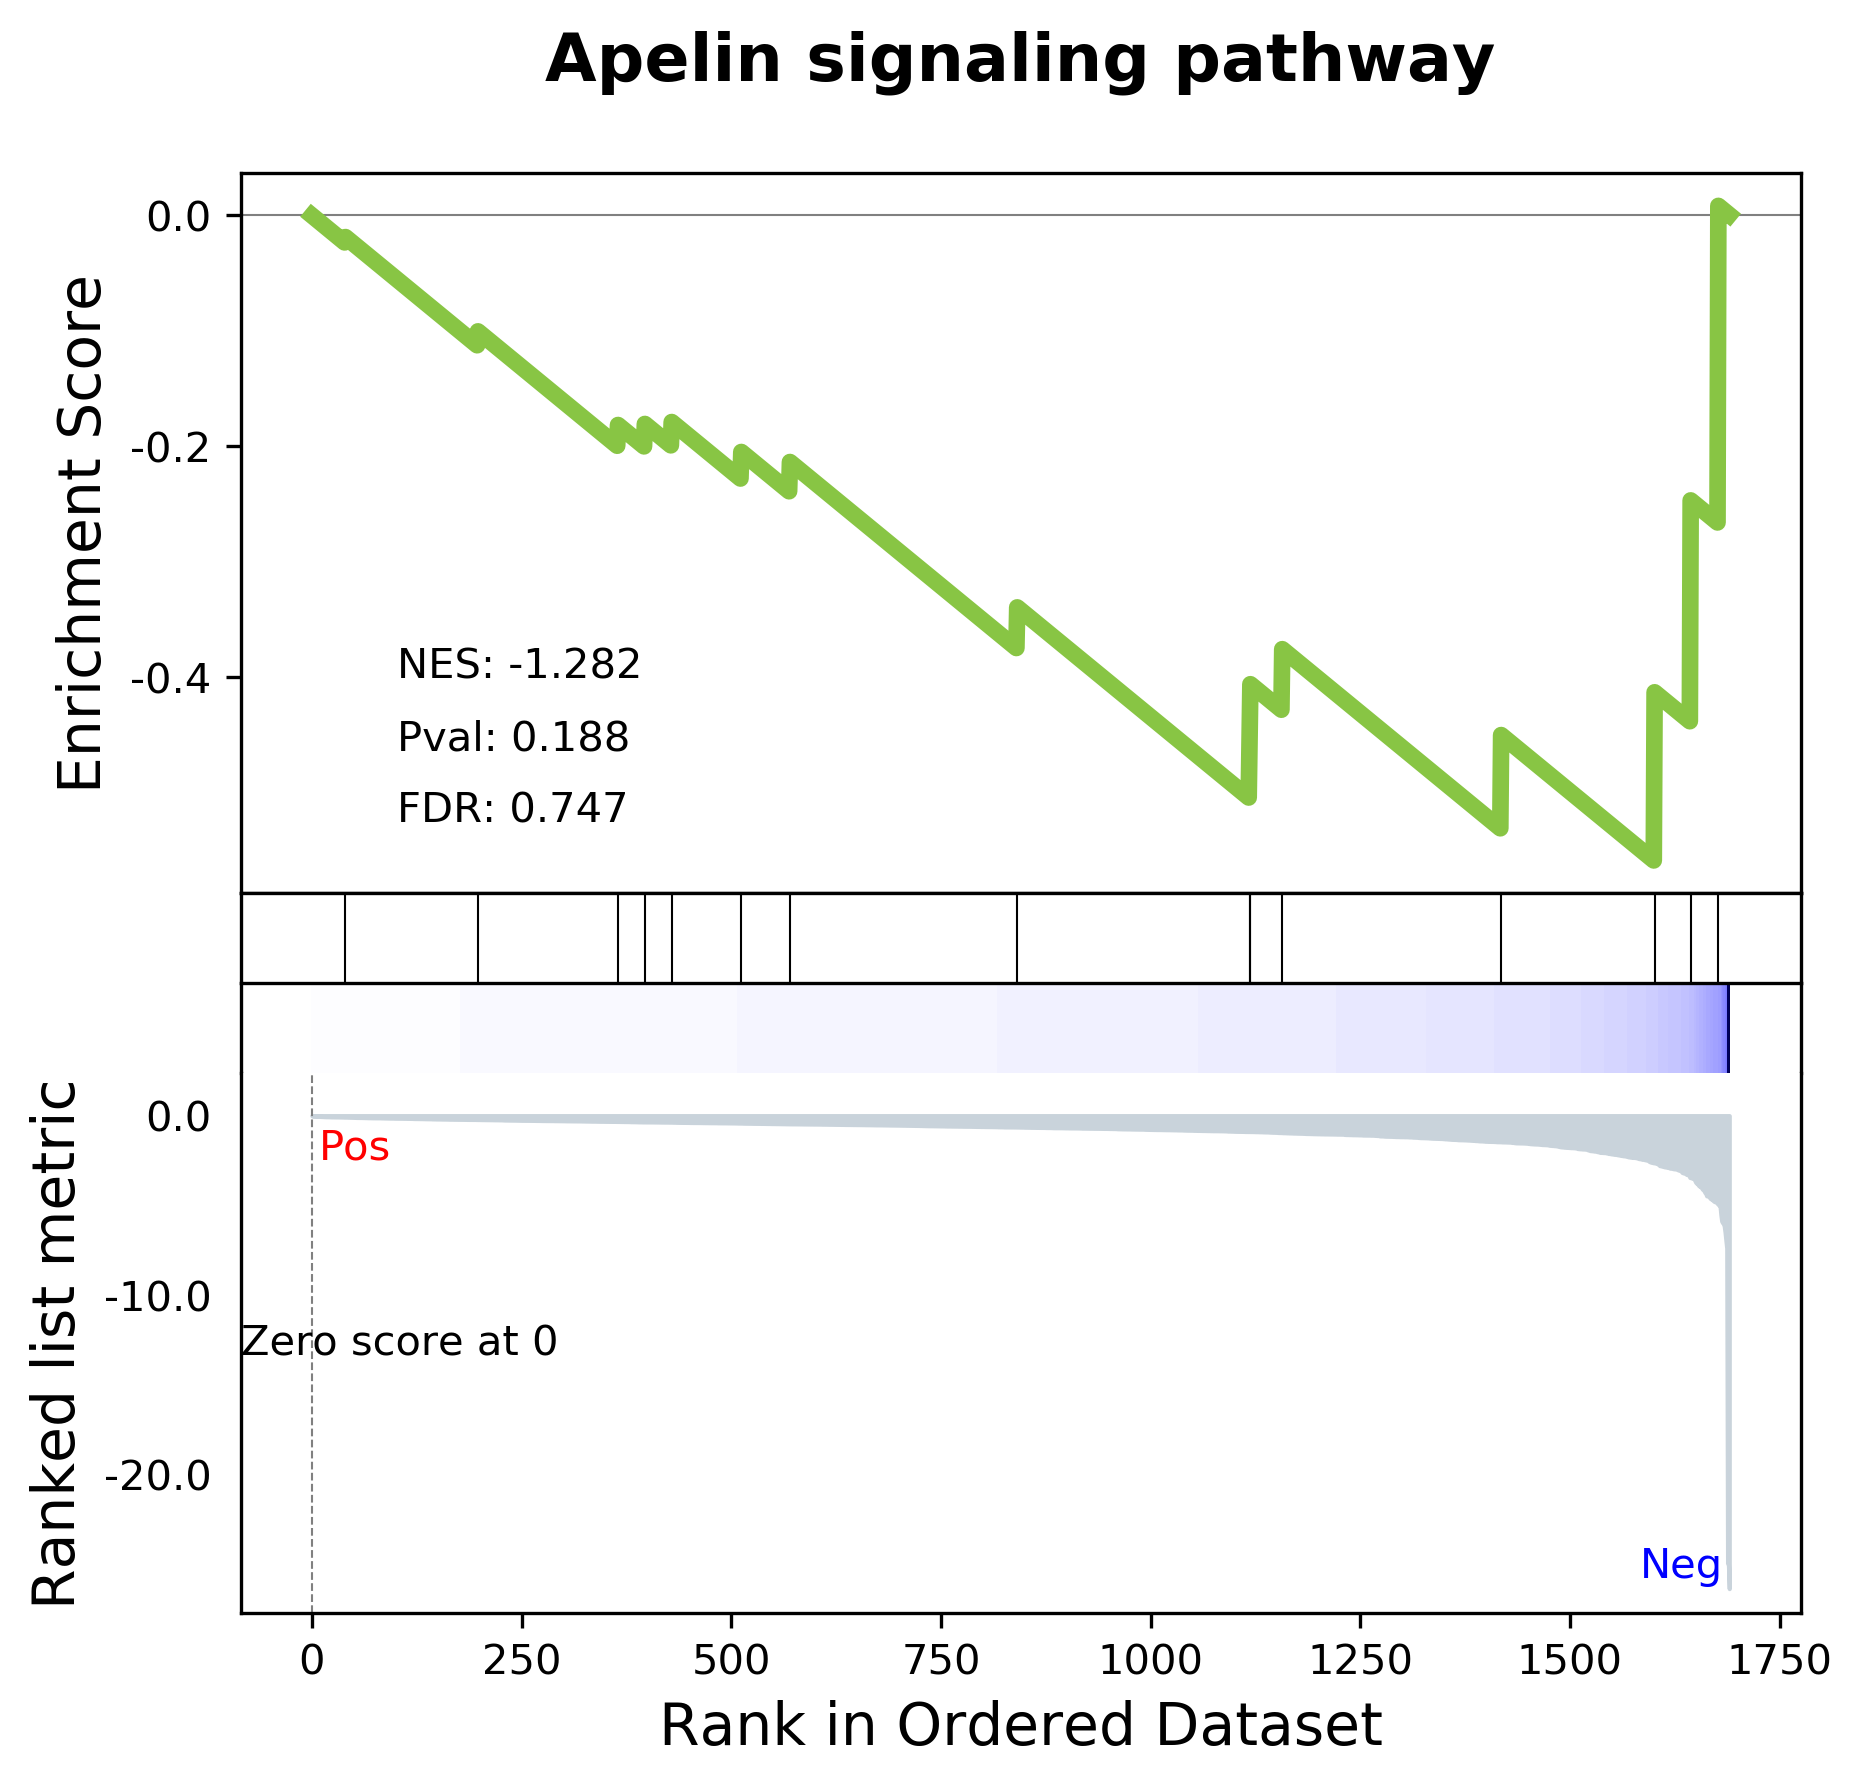 Apelin signaling pathway
Enrichment Score
0.0
-0.2
-0.4
NES: -1.282
Pval: 0.188
FDR: 0.747
Ranked list metric
0.0
-10.0
-20.0
Pos
Zero score at 0
Neg
0 250 500 750 1000 1250 1500 1750
Rank in Ordered Dataset